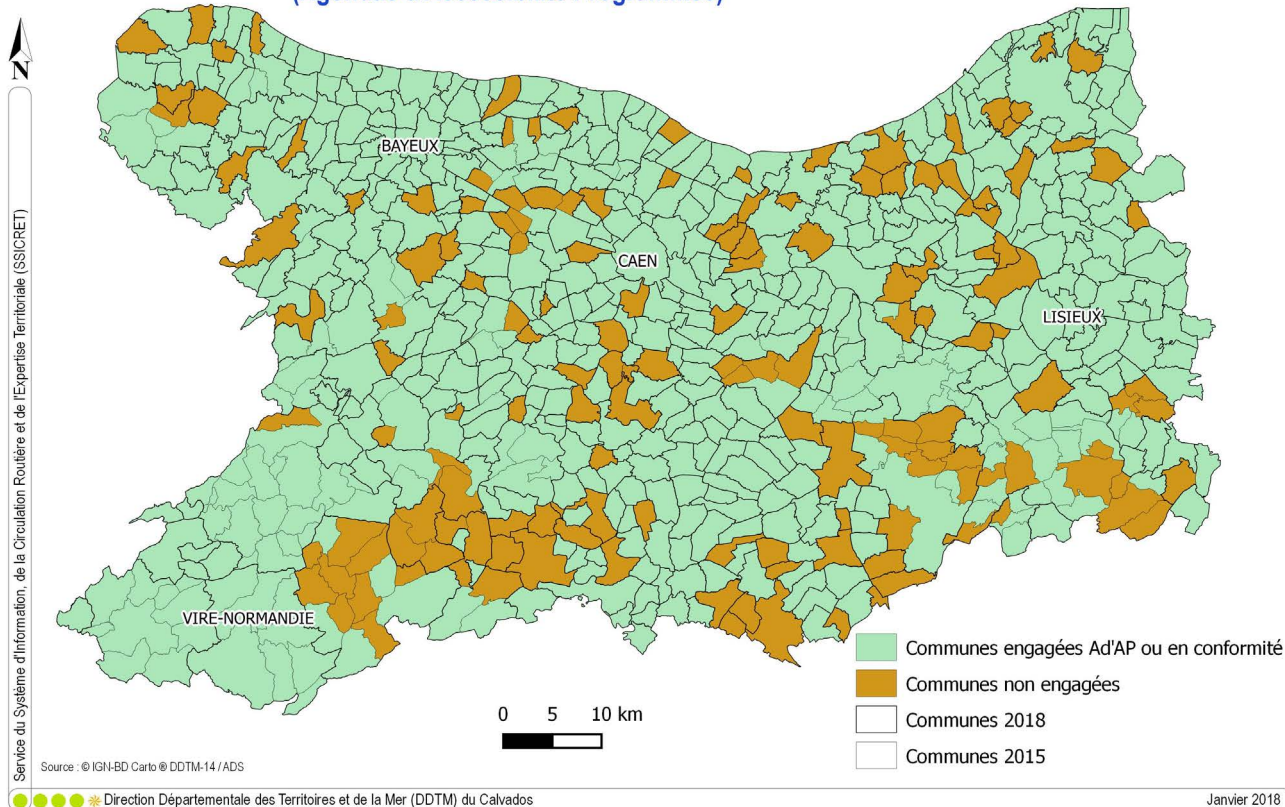 N
BAYEUX
CAEN
LISIEUX
VIRE-NORMANDIE
Communes engagées Ad'AP ou en conformité
Communes non engagées
Communes 2018
Communes 2015
0 5 10 km
Service du Système d'Information, de la Circulation Routière et de l'Expertise Territoriale (SSICRET)
Source : © IGN-BD Carto ® DDTM-14 / ADS
Direction Départementale des Territoires et de la Mer (DDTM) du Calvados
Janvier 2018